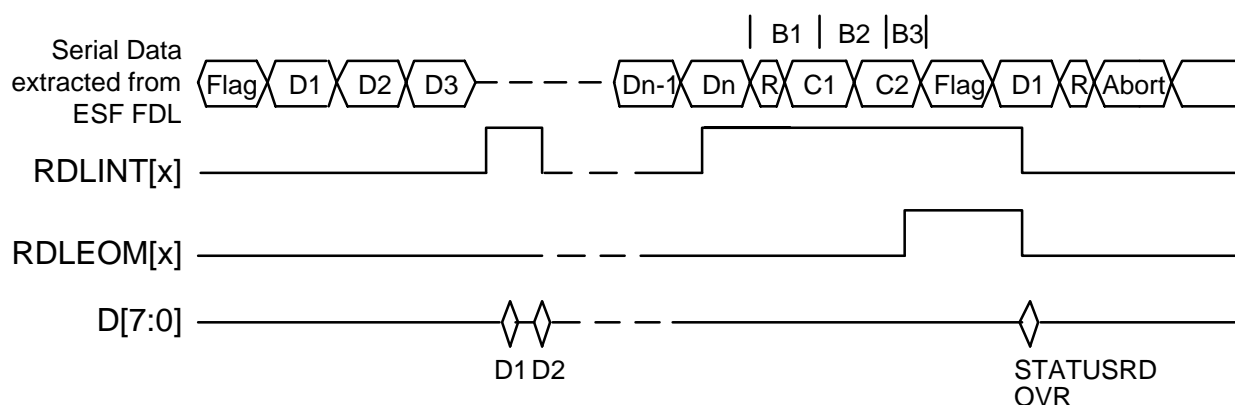 B1 B2 B3
Serial Data
extracted from
ESF FDL
Flag D1 D2 D3 Dn-1 Dn R C1 C2 Flag D1 R Abort
RDLINT[x]
RDLEOM[x]
D[7:0]
D1 D2 STATUSRD
OVR